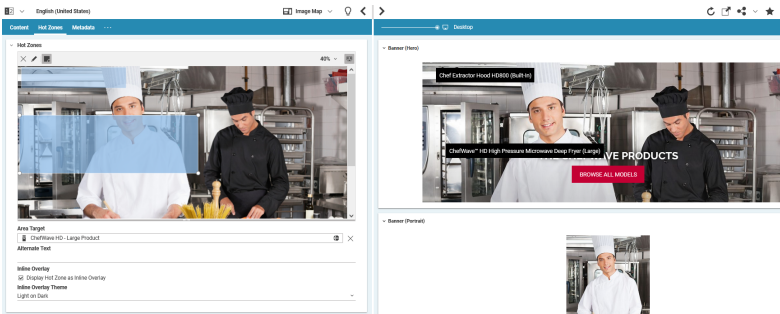 English (United States)
Image Map
Content Hot Zones Metadata ···
Hot Zones
40%
Area Target
ChefWave HD - Large Product
Alternate Text
Inline Overlay
Display Hot Zone as Inline Overlay
Inline Overlay Theme
Light on Dark
Desktop
Banner (Hero)
Chef Extractor Hood HD800 (Built-In)
ChefWave™ HD High Pressure Microwave Deep Fryer (Large)
VE PRODUCTS
BROWSE ALL MODELS
Banner (Portrait)